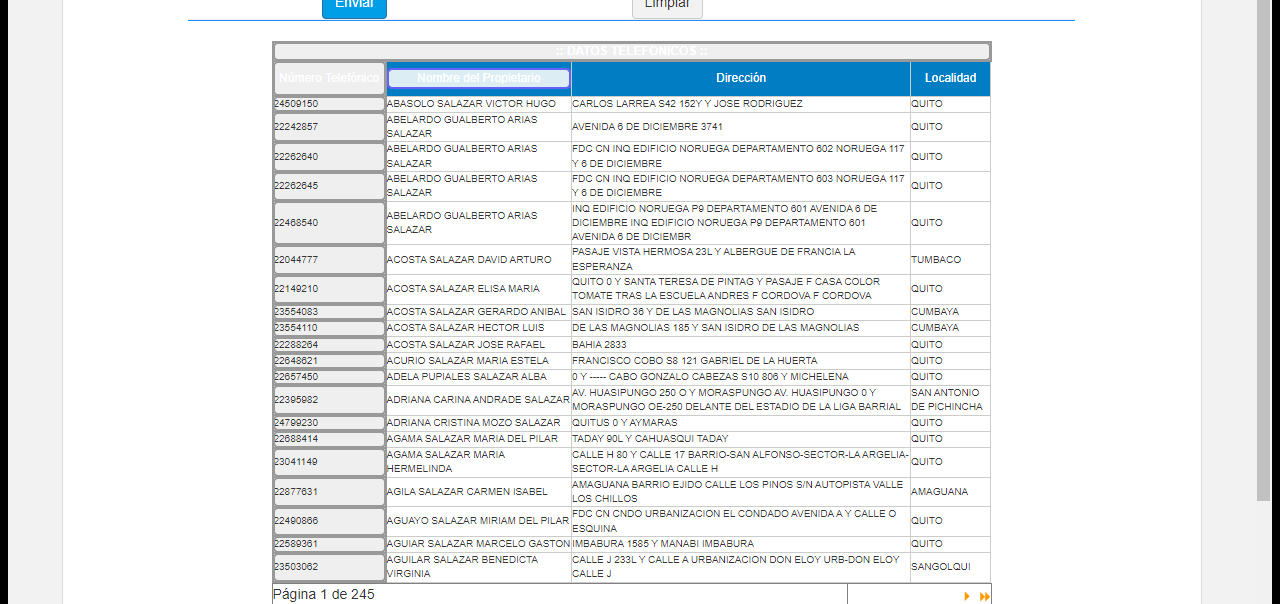 Enviar Limpiar
:: DATOS TELEFONICOS ::
Número Telefónico Nombre del Propietario Dirección Localidad
24509150 ABASOLO SALAZAR VICTOR HUGO CARLOS LARREA S42 152Y Y JOSE RODRIGUEZ QUITO
22242857 ABELARDO GUALBERTO ARIAS
SALAZAR AVENIDA 6 DE DICIEMBRE 3741 QUITO
22262640 ABELARDO GUALBERTO ARIAS
SALAZAR FDC CN INQ EDIFICIO NORUEGA DEPARTAMENTO 602 NORUEGA 117
Y 6 DE DICIEMBRE QUITO
22262645 ABELARDO GUALBERTO ARIAS
SALAZAR FDC CN INQ EDIFICIO NORUEGA DEPARTAMENTO 603 NORUEGA 117
Y 6 DE DICIEMBRE QUITO
22468540 ABELARDO GUALBERTO ARIAS
SALAZAR INQ EDIFICIO NORUEGA P9 DEPARTAMENTO 601 AVENIDA 6 DE
DICIEMBRE INQ EDIFICIO NORUEGA P9 DEPARTAMENTO 601
AVENIDA 6 DE DICIEMBR QUITO
22044777 ACOSTA SALAZAR DAVID ARTURO PASAJE VISTA HERMOSA 23L Y ALBERGUE DE FRANCIA LA
ESPERANZA TUMBACO
22149210 ACOSTA SALAZAR ELISA MARIA QUITO 0 Y SANTA TERESA DE PINTAG Y PASAJE F CASA COLOR
TOMATE TRAS LA ESCUELA ANDRES F CORDOVA F CORDOVA QUITO
23554083 ACOSTA SALAZAR GERARDO ANIBAL SAN ISIDRO 36 Y DE LAS MAGNOLIAS SAN ISIDRO CUMBAYA
23554110 ACOSTA SALAZAR HECTOR LUIS DE LAS MAGNOLIAS 185 Y SAN ISIDRO DE LAS MAGNOLIAS CUMBAYA
22288264 ACOSTA SALAZAR JOSE RAFAEL BAHIA 2833 QUITO
22648621 ACURIO SALAZAR MARIA ESTELA FRANCISCO COBO S8 121 GABRIEL DE LA HUERTA QUITO
22657450 ADELA PUPIALES SALAZAR ALBA 0 Y ----- CABO GONZALO CABEZAS S10 806 Y MICHELENA QUITO
22395982 ADRIANA CARINA ANDRADE SALAZAR AV. HUASIPUNGO 250 O Y MORASPUNGO AV. HUASIPUNGO 0 Y
MORASPUNGO OE-250 DELANTE DEL ESTADIO DE LA LIGA BARRIAL SAN ANTONIO
DE PICHINCHA
24799230 ADRIANA CRISTINA MOZO SALAZAR QUITUS 0 Y AYMARAS QUITO
22688414 AGAMA SALAZAR MARIA DEL PILAR TADAY 90L Y CAHUASQUI TADAY QUITO
23041149 AGAMA SALAZAR MARIA
HERMELINDA CALLE H 80 Y CALLE 17 BARRIO-SAN ALFONSO-SECTOR-LA ARGELIA-
SECTOR-LA ARGELIA CALLE H QUITO
22877631 AGILA SALAZAR CARMEN ISABEL AMAGUANA BARRIO EJIDO CALLE LOS PINOS S/N AUTOPISTA VALLE
LOS CHILLOS AMAGUANA
22490866 AGUAYO SALAZAR MIRIAM DEL PILAR FDC CN CNDO URBANIZACION EL CONDADO AVENIDA A Y CALLE O
ESQUINA QUITO
22589361 AGUIAR SALAZAR MARCELO GASTON IMBABURA 1585 Y MANABI IMBABURA QUITO
23503062 AGUILAR SALAZAR BENEDICTA
VIRGINIA CALLE J 233L Y CALLE A URBANIZACION DON ELOY URB-DON ELOY
CALLE J SANGOLQUI
Página 1 de 245